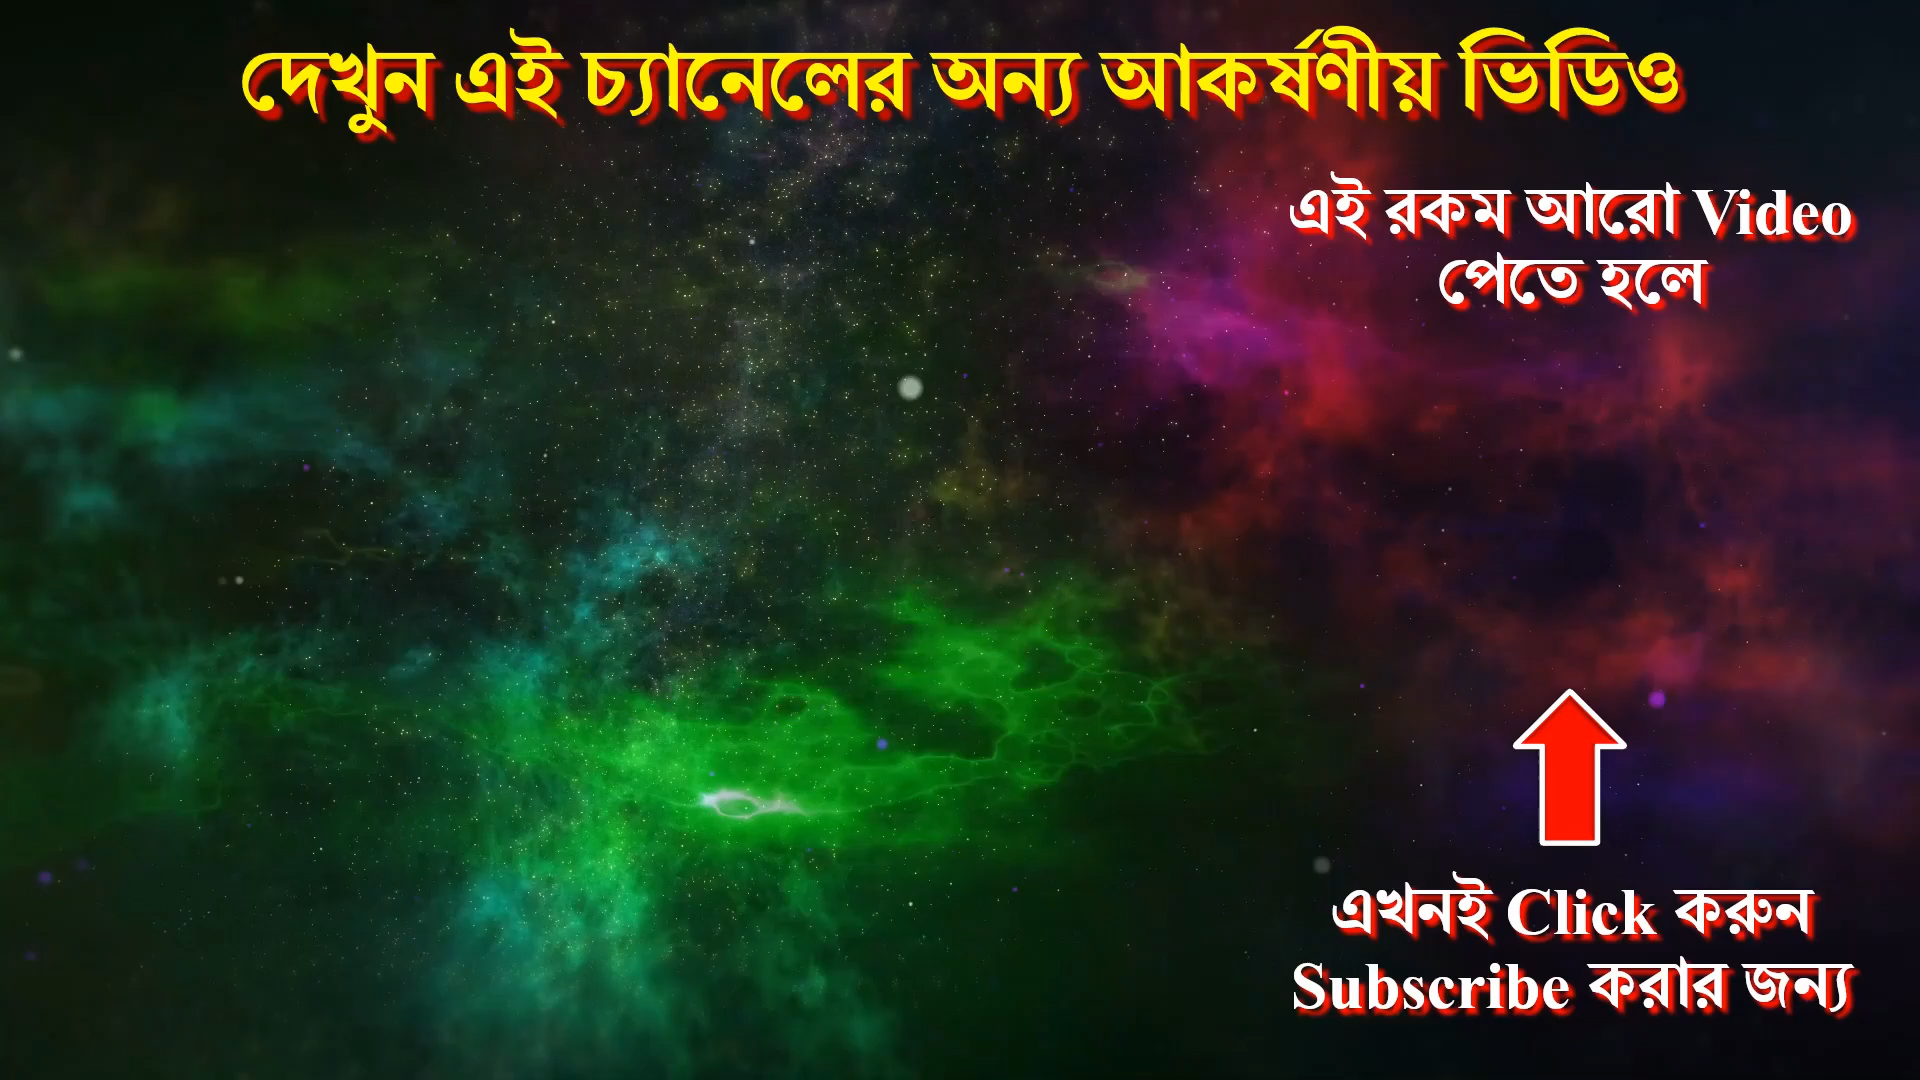 দেখুন এই চ্যানেলের অন্য আকর্ষণীয় ভিডিও
এই রকম আরো Video
পেতে হলে
এখনই Click করুন
Subscribe করার জন্য